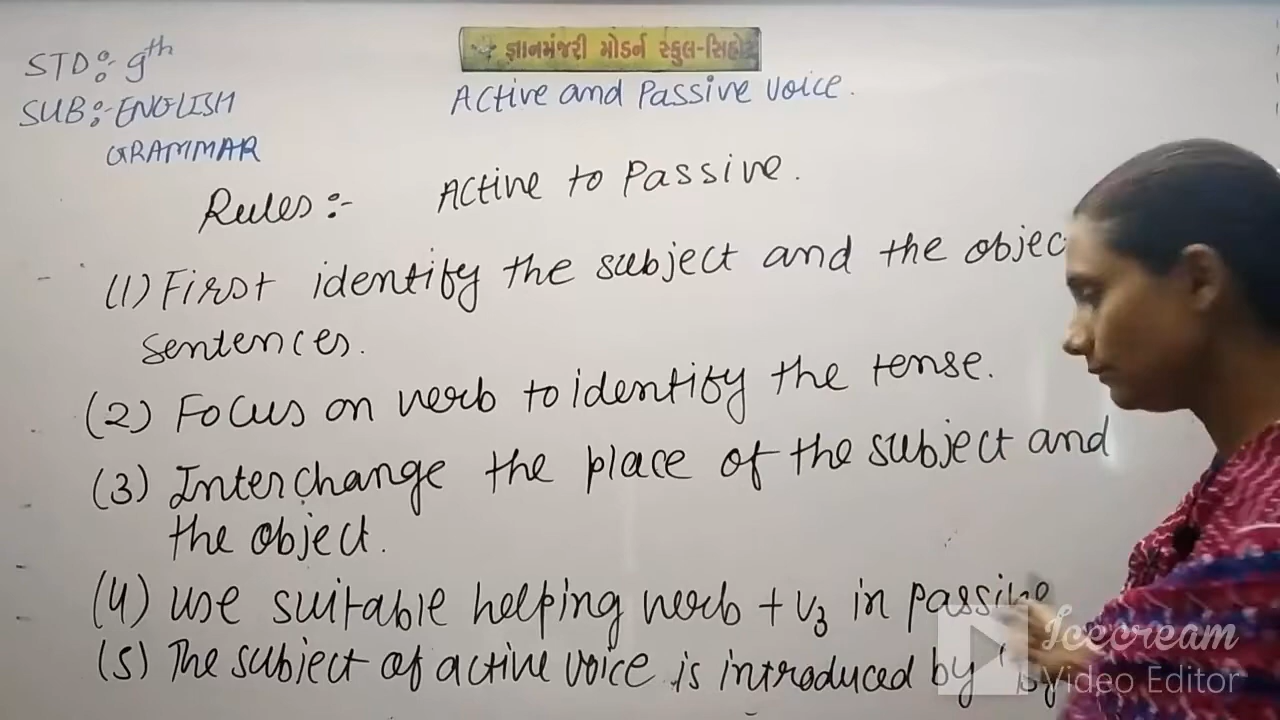 જ્ઞાનમંજરી મોડર્ન સ્કુલ-સિહોર
STD:- 9th
SUB:-ENGLISH
GRAMMAR
Active and Passive voice.
Rules:- Active to Passive.
(1) First identify the subject and the objec
sentences.
(2) Focus on verb to identify the tense.
(3) Interchange the place of the subject and
the object.
(4) use suitable helping verb + V3 in passive
(5) The subject of active voice is introduced by 'by
Icecream
Video Editor